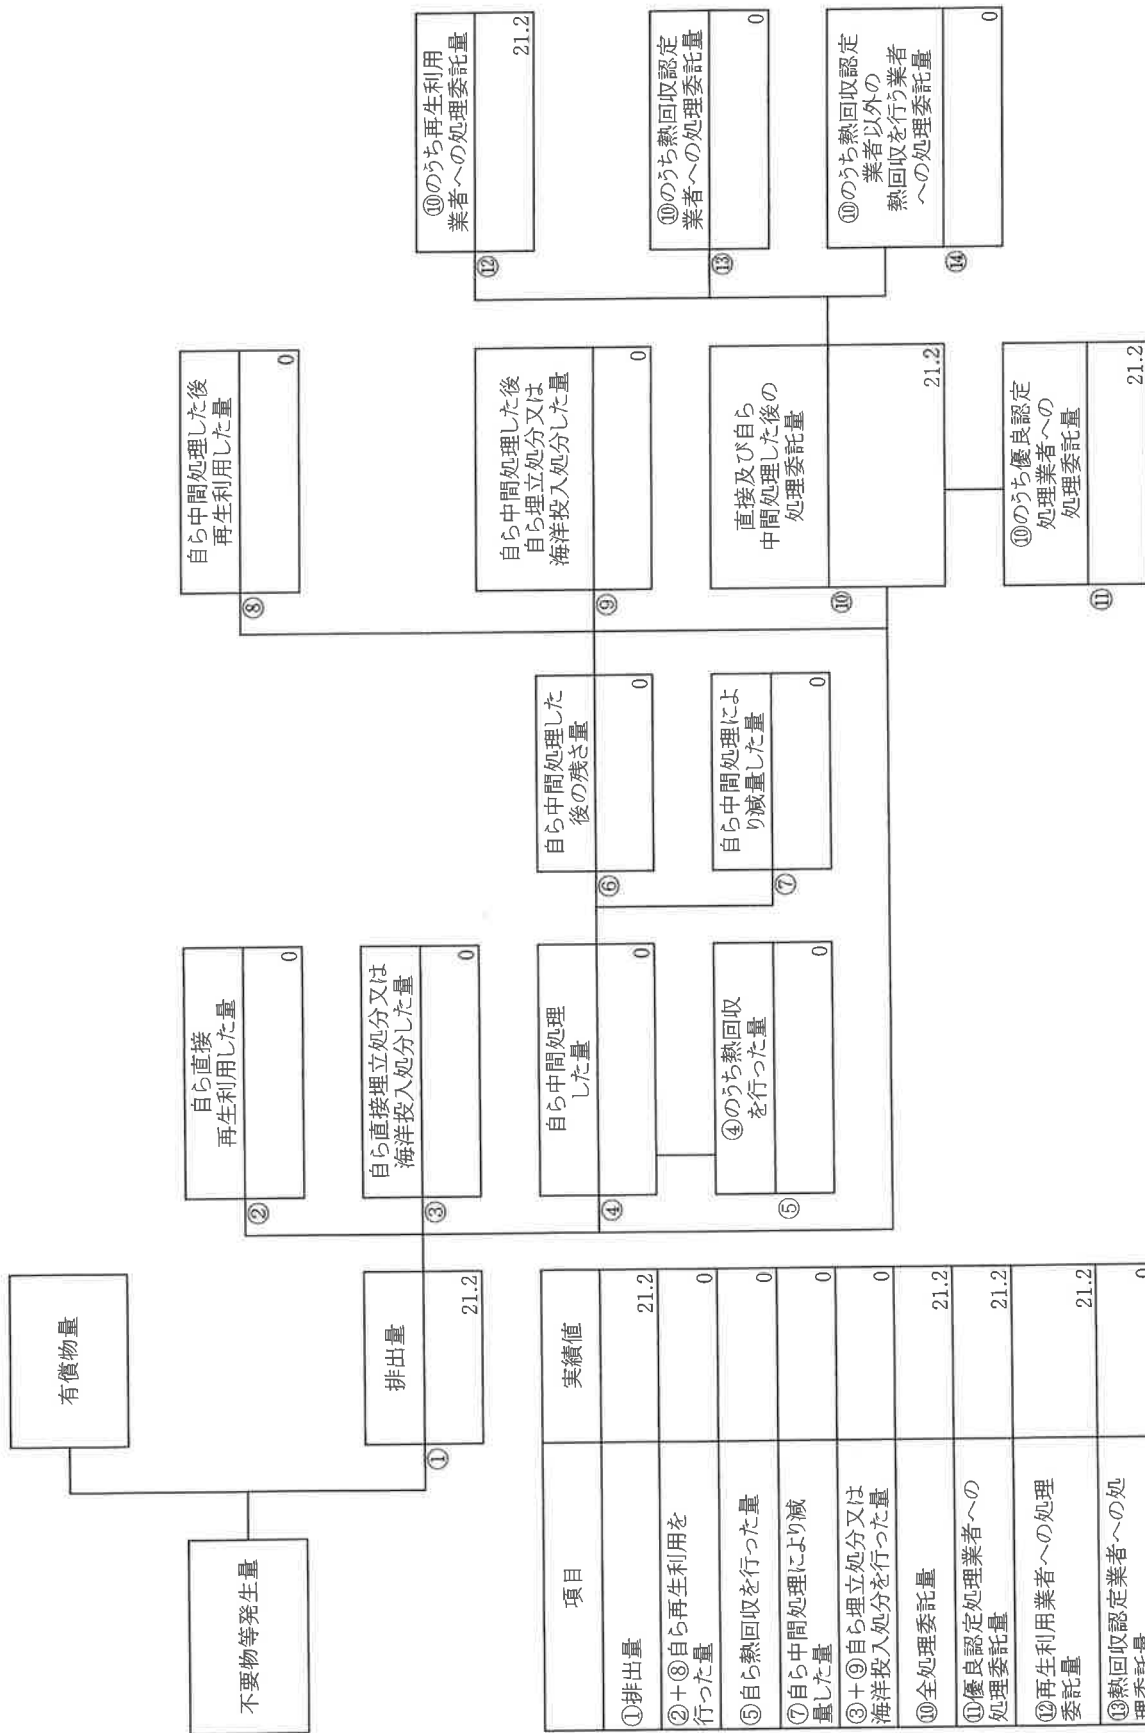 不要物等発生量
有償物量
排出量
①
21.2
自ら直接
再生利用した量
②
0
自ら直接埋立処分又は
海洋投入処分した量
③
0
自ら中間処理
した量
④
0
④のうち熱回収
を行った量
⑤
0
自ら中間処理した
後の残さ量
⑥
0
自ら中間処理によ
り減量した量
⑦
0
自ら中間処理した後
再生利用した量
⑧
0
自ら中間処理した後
自ら埋立処分又は
海洋投入処分した量
⑨
0
直接及び自ら
中間処理した後の
処理委託量
⑩
21.2
⑩のうち優良認定
処理業者への
処理委託量
⑪
21.2
⑩のうち再生利用
業者への処理委託量
⑫
21.2
⑩のうち熱回収認定
業者への処理委託量
⑬
0
⑩のうち熱回収認定
業者以外の
熱回収を行う業者
への処理委託量
⑭
0
項目 実績値
①排出量 21.2
②+⑧自ら再生利用を
行った量 0
⑤自ら熱回収を行った量 0
⑦自ら中間処理により減
量した量 0
③+⑨自ら埋立処分又は
海洋投入処分を行った量 0
⑩全処理委託量 21.2
⑪優良認定処理業者への
処理委託量 21.2
⑫再生利用業者への処理
委託量 21.2
⑬熱回収認定業者への処
理委託量 0